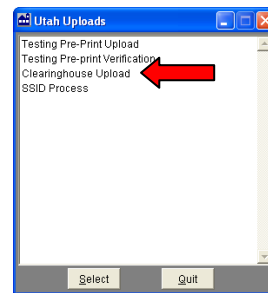 Utah Uploads
Testing Pre-Print Upload
Testing Pre-print Verification
Clearinghouse Upload
SSID Process
Select Quit